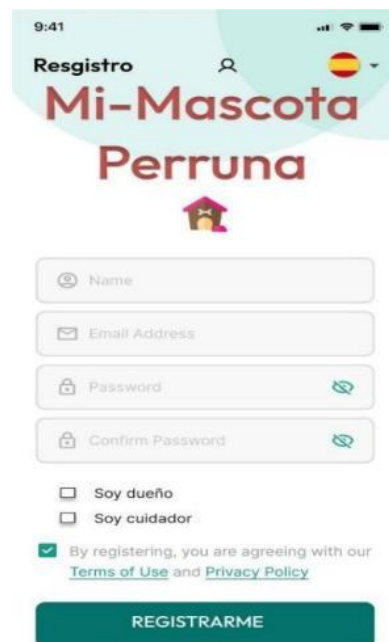 9:41
Resgistro
Mi-Mascota
Perruna
Name
Email Address
Password
Confirm Password
Soy dueño
Soy cuidador
By registering, you are agreeing with our
Terms of Use and Privacy Policy
REGISTRARME